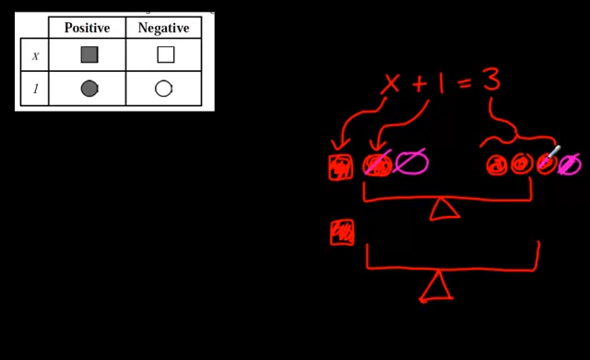 Positive Negative
x
1
x + 1 = 3